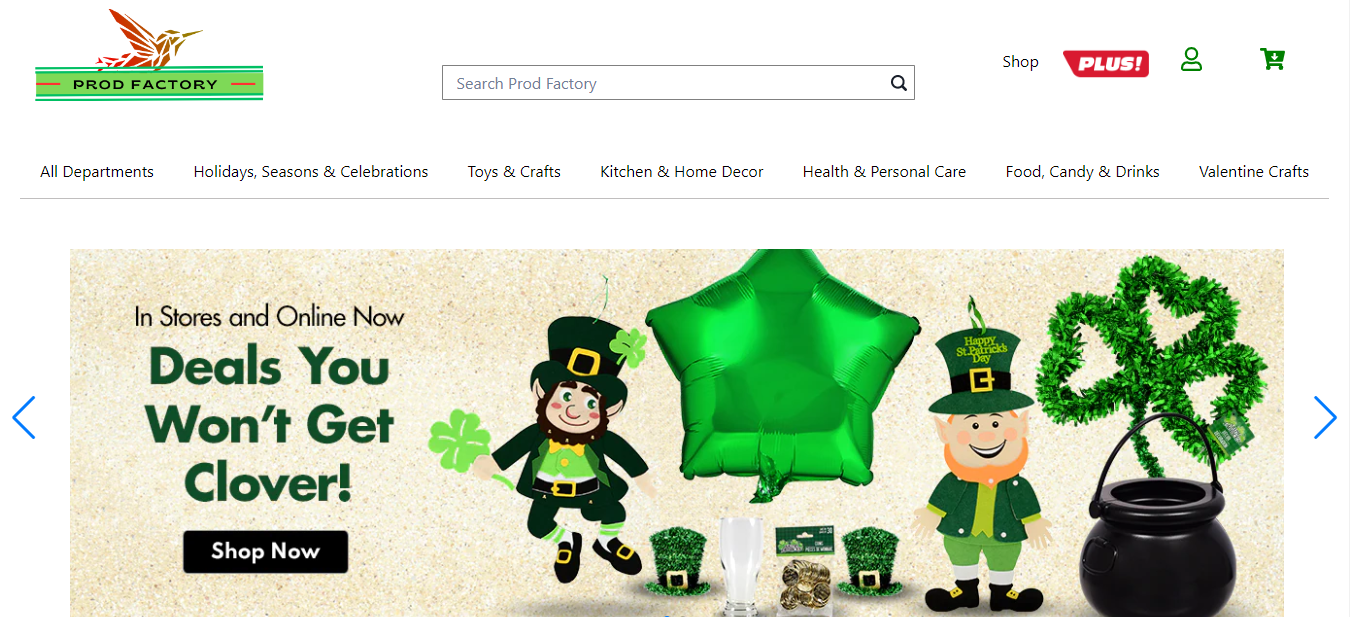 PROD FACTORY
Search Prod Factory
Shop
PLUS!
All Departments
Holidays, Seasons & Celebrations
Toys & Crafts
Kitchen & Home Decor
Health & Personal Care
Food, Candy & Drinks
Valentine Crafts
In Stores and Online Now
Deals You
Won't Get
Clover!
Shop Now
Happy
St. Patrick's
Day